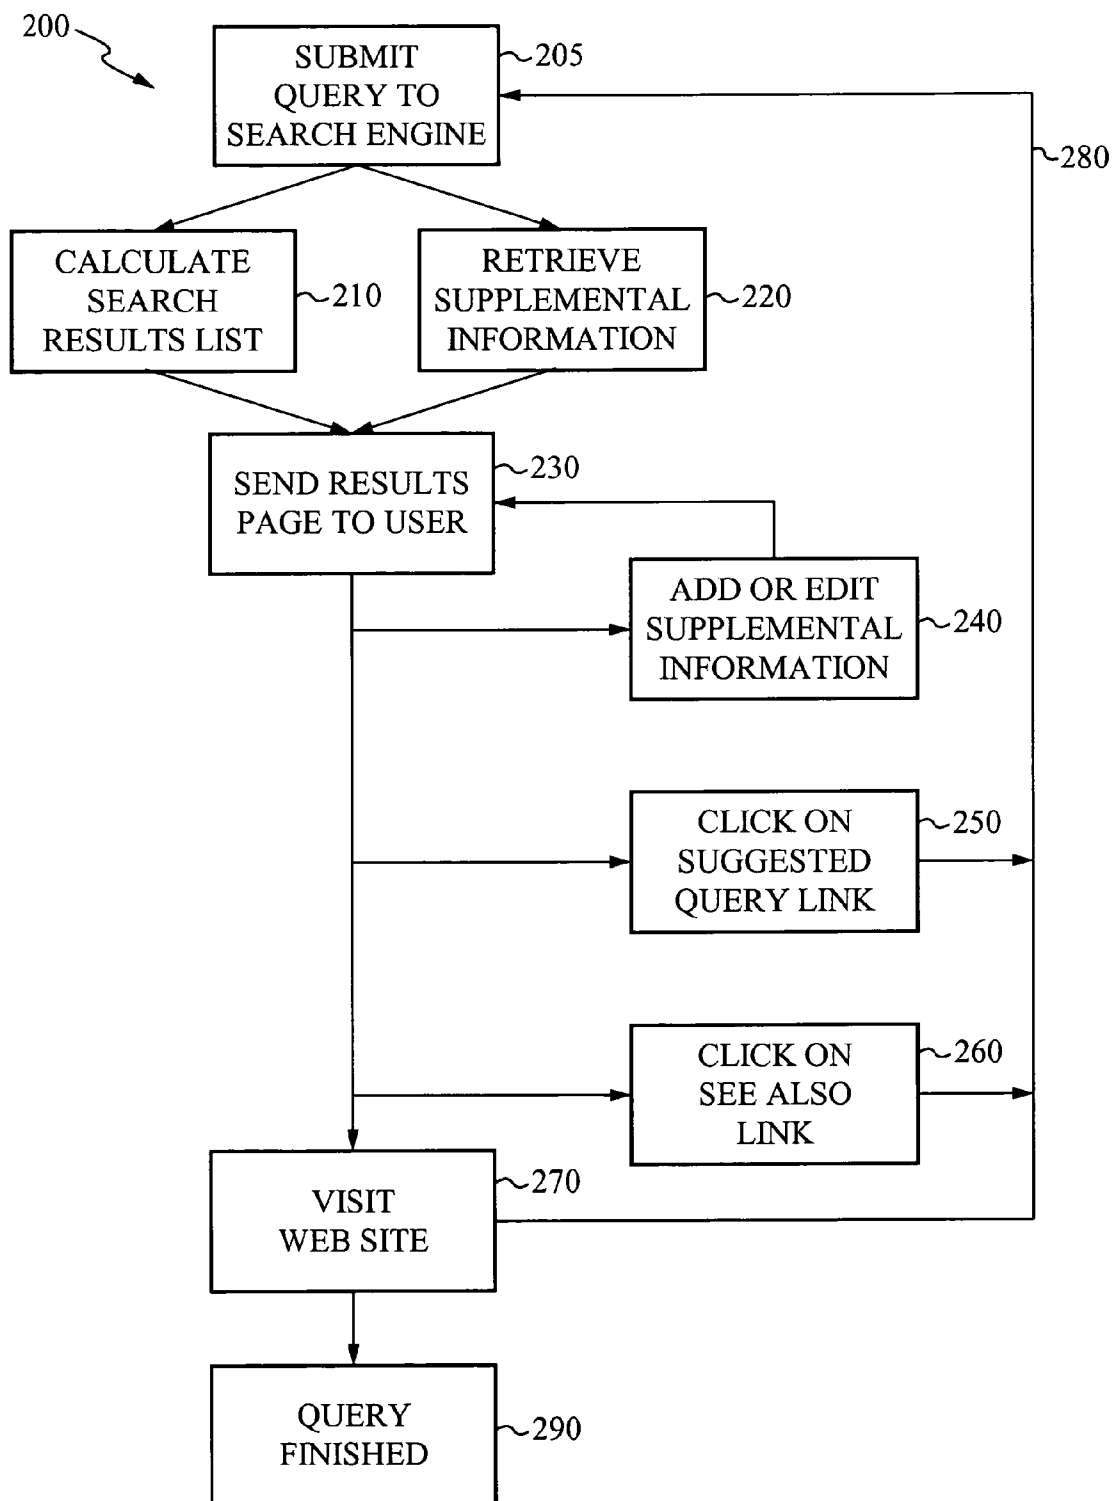 200
SUBMIT
QUERY TO
SEARCH ENGINE
205
280
CALCULATE
SEARCH
RESULTS LIST
210
RETRIEVE
SUPPLEMENTAL
INFORMATION
220
SEND RESULTS
PAGE TO USER
230
ADD OR EDIT
SUPPLEMENTAL
INFORMATION
240
CLICK ON
SUGGESTED
QUERY LINK
250
CLICK ON
SEE ALSO
LINK
260
VISIT
WEB SITE
270
QUERY
FINISHED
290